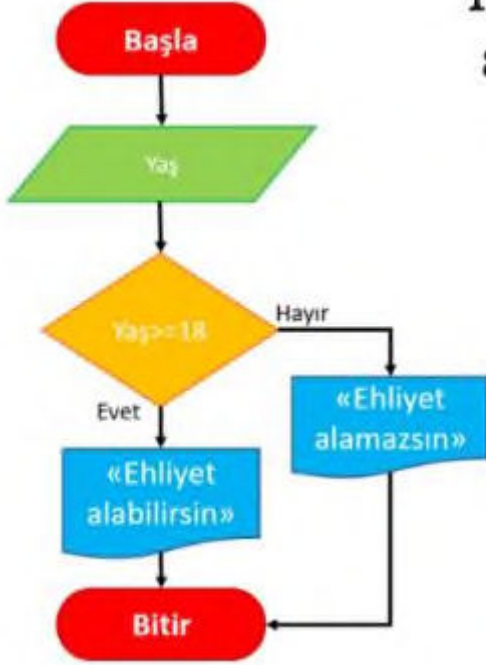 Başla
Yaş
Yaş>=18
Hayır
Evet
«Ehliyet
alamazsın»
«Ehliyet
alabilirsin»
Bitir